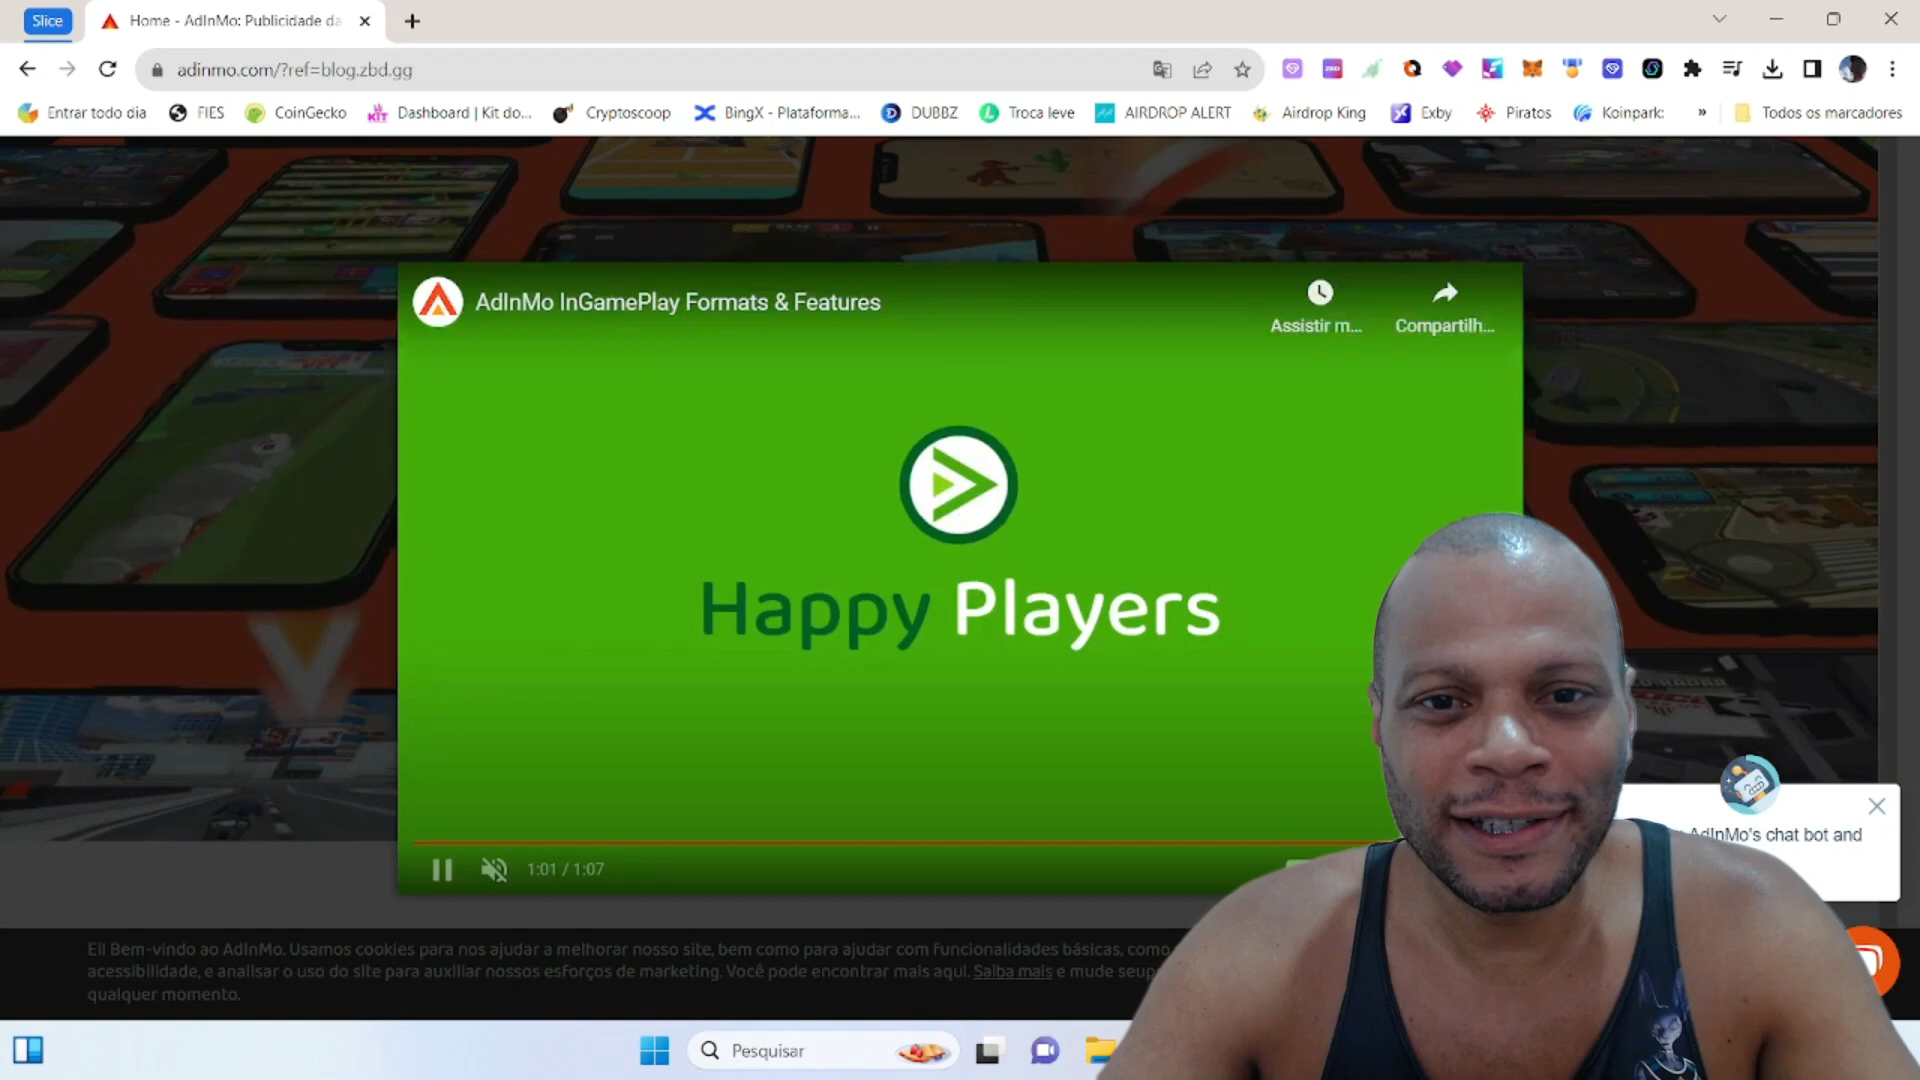 Slice
Home - AdInMo: Publicidade da
adinmo.com/?ref=blog.zbd.gg
Entrar todo dia
FIES
CoinGecko
Dashboard | Kit do...
Cryptoscoop
BingX - Plataforma...
DUBBZ
Troca leve
AIRDROP ALERT
Airdrop King
Exby
Piratos
Koinpark:
»
Todos os marcadores
AdInMo InGamePlay Formats & Features
Assistir m...
Compartilh...
Happy Players
1:01 / 1:07
AdInMo's chat bot and
Ei! Bem-vindo ao AdInMo. Usamos cookies para nos ajudar a melhorar nosso site, bem como para ajudar com funcionalidades básicas, como
acessibilidade, e analisar o uso do site para auxiliar nossos esforços de marketing. Você pode encontrar mais aqui. Saiba mais e mude seup
qualquer momento.
Pesquisar